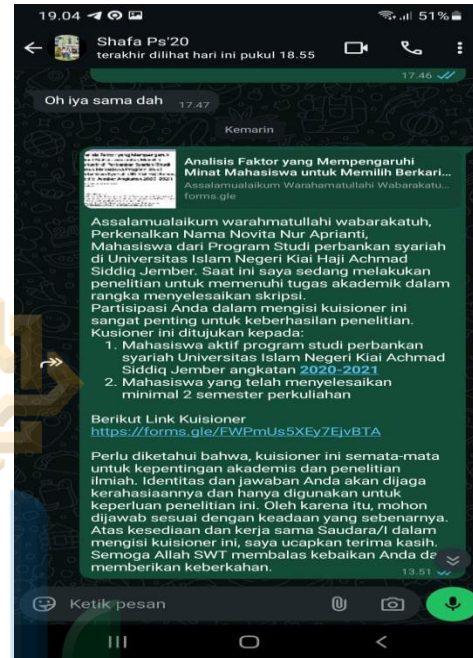 19.04
51%
Shafa Ps'20
terakhir dilihat hari ini pukul 18.55
17.46
Oh iya sama dah 17.47
Kemarin
Analisis Faktor yang Mempengaruhi
Minat Mahasiswa untuk Memilih Berkari...
Assalamualaikum Warahamatullahi Wabarakatu...
forms.gle
Assalamualaikum warahmatullahi wabarakatuh,
Perkenalkan Nama Novita Nur Aprianti,
Mahasiswa dari Program Studi perbankan syariah
di Universitas Islam Negeri Kiai Haji Achmad
Siddiq Jember. Saat ini saya sedang melakukan
penelitian untuk memenuhi tugas akademik dalam
rangka menyelesaikan skripsi.
Partisipasi Anda dalam mengisi kuisioner ini
sangat penting untuk keberhasilan penelitian.
Kusioner ini ditujukan kepada:
1. Mahasiswa aktif program studi perbankan
syariah Universitas Islam Negeri Kiai Achmad
Siddiq Jember angkatan 2020-2021
2. Mahasiswa yang telah menyelesaikan
minimal 2 semester perkuliahan
Berikut Link Kuisioner
https://forms.gle/FWPmUs5XEy7EjvBTA
Perlu diketahui bahwa, kuisioner ini semata-mata
untuk kepentingan akademis dan penelitian
ilmiah. Identitas dan jawaban Anda akan dijaga
kerahasiaannya dan hanya digunakan untuk
keperluan penelitian ini. Oleh karena itu, mohon
dijawab sesuai dengan keadaan yang sebenarnya.
Atas kesediaan dan kerja sama Saudara/I dalam
mengisi kuisioner ini, saya ucapkan terima kasih.
Semoga Allah SWT membalas kebaikan Anda da
memberikan keberkahan.
13.51
Ketik pesan